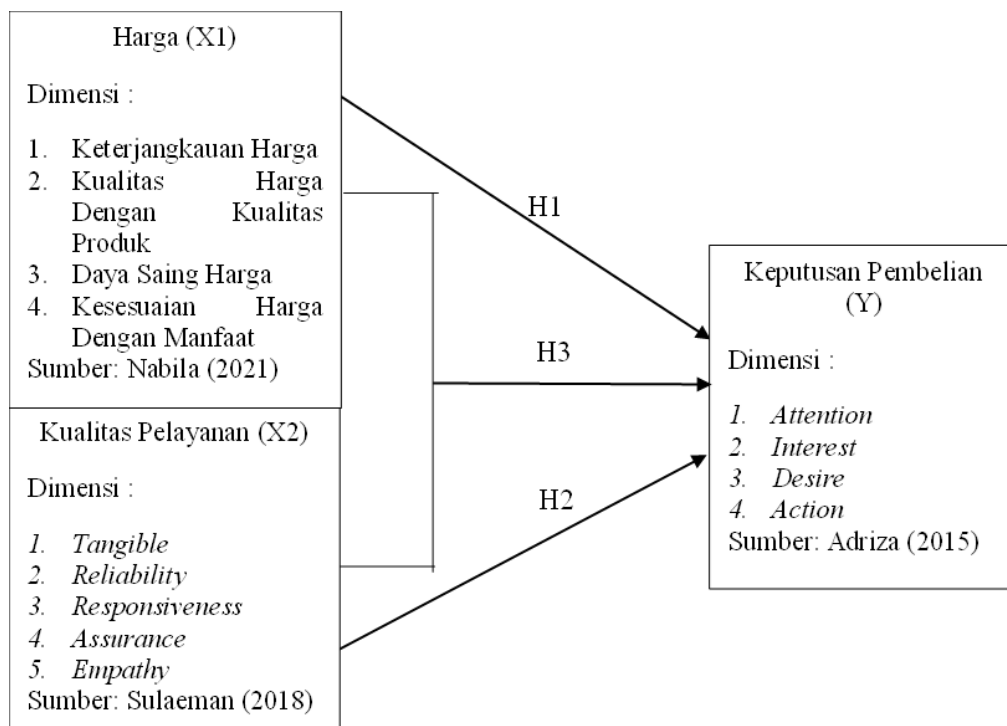 Harga (X1)
Dimensi :
1. Keterjangkauan Harga
2. Kualitas Harga
Dengan Kualitas
Produk
3. Daya Saing Harga
4. Kesesuaian Harga
Dengan Manfaat
Sumber: Nabila (2021)
Kualitas Pelayanan (X2)
Dimensi :
1. Tangible
2. Reliability
3. Responsiveness
4. Assurance
5. Empathy
Sumber: Sulaeman (2018)
H1
H3
H2
Keputusan Pembelian
(Y)
Dimensi :
1. Attention
2. Interest
3. Desire
4. Action
Sumber: Adriza (2015)